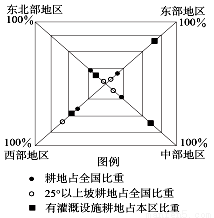 东北部地区 东部地区
100% 100%
100% 100%
西部地区 中部地区
图例
耕地占全国比重
25°以上坡耕地占全国比重
有灌溉设施耕地占本区比重